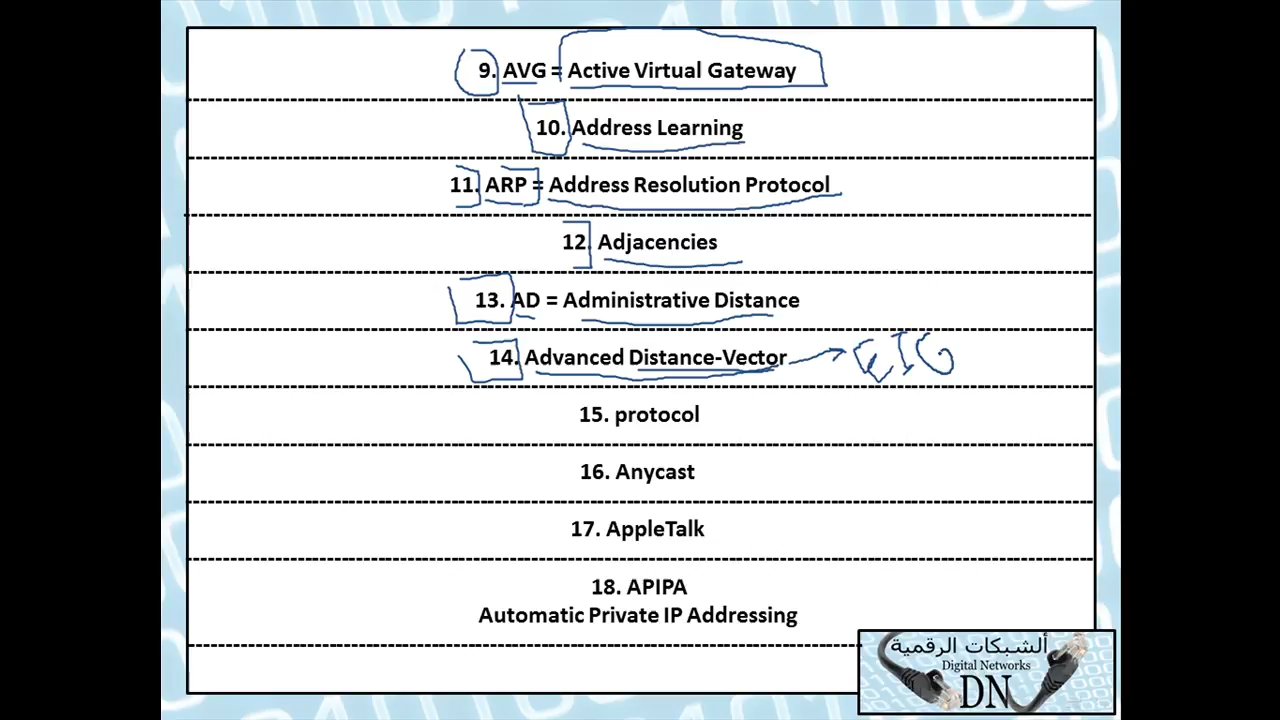 9. AVG = Active Virtual Gateway
10. Address Learning
11. ARP = Address Resolution Protocol
12. Adjacencies
13. AD = Administrative Distance
14. Advanced Distance-Vector EIG
15. protocol
16. Anycast
17. AppleTalk
18. APIPA
Automatic Private IP Addressing
ألشبكات الرقمية
Digital Networks
DN